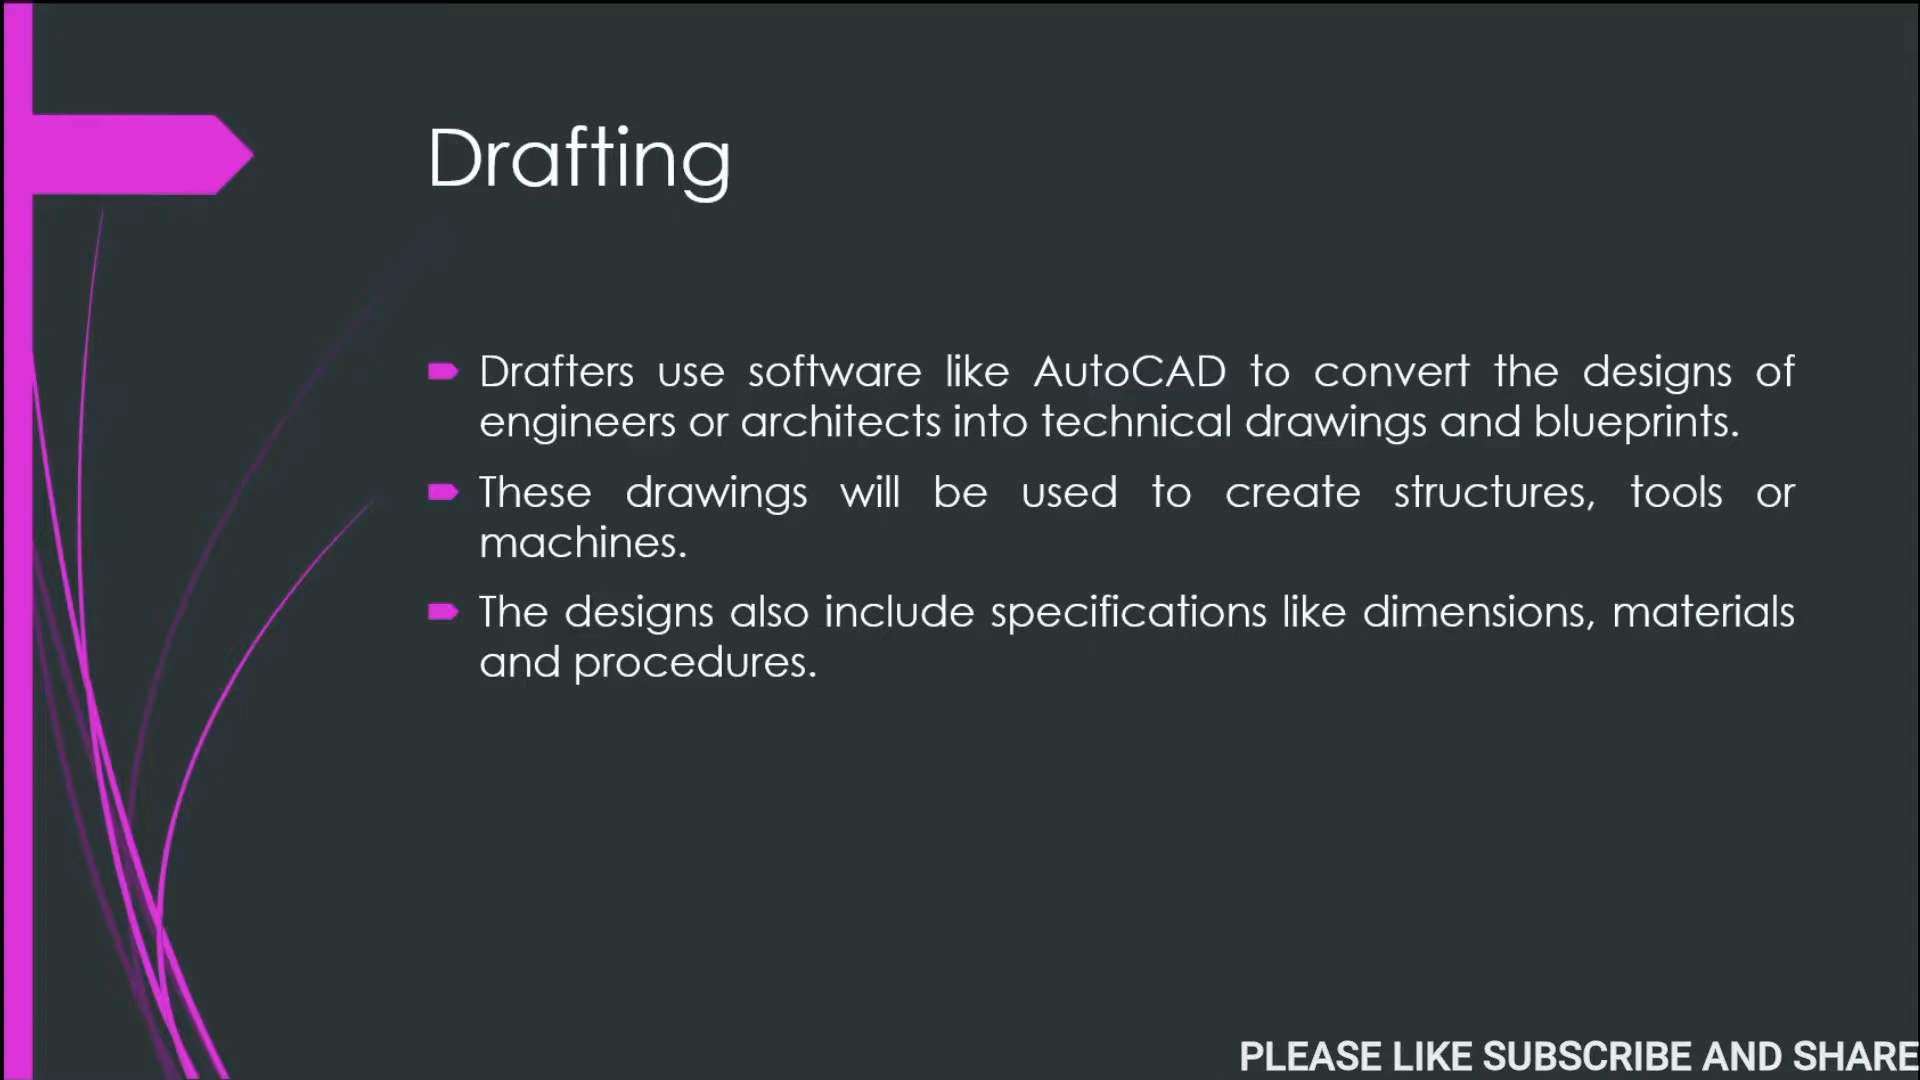 Drafting
Drafters use software like AutoCAD to convert the designs of
engineers or architects into technical drawings and blueprints.
These drawings will be used to create structures, tools or
machines.
The designs also include specifications like dimensions, materials
and procedures.
PLEASE LIKE SUBSCRIBE AND SHARE